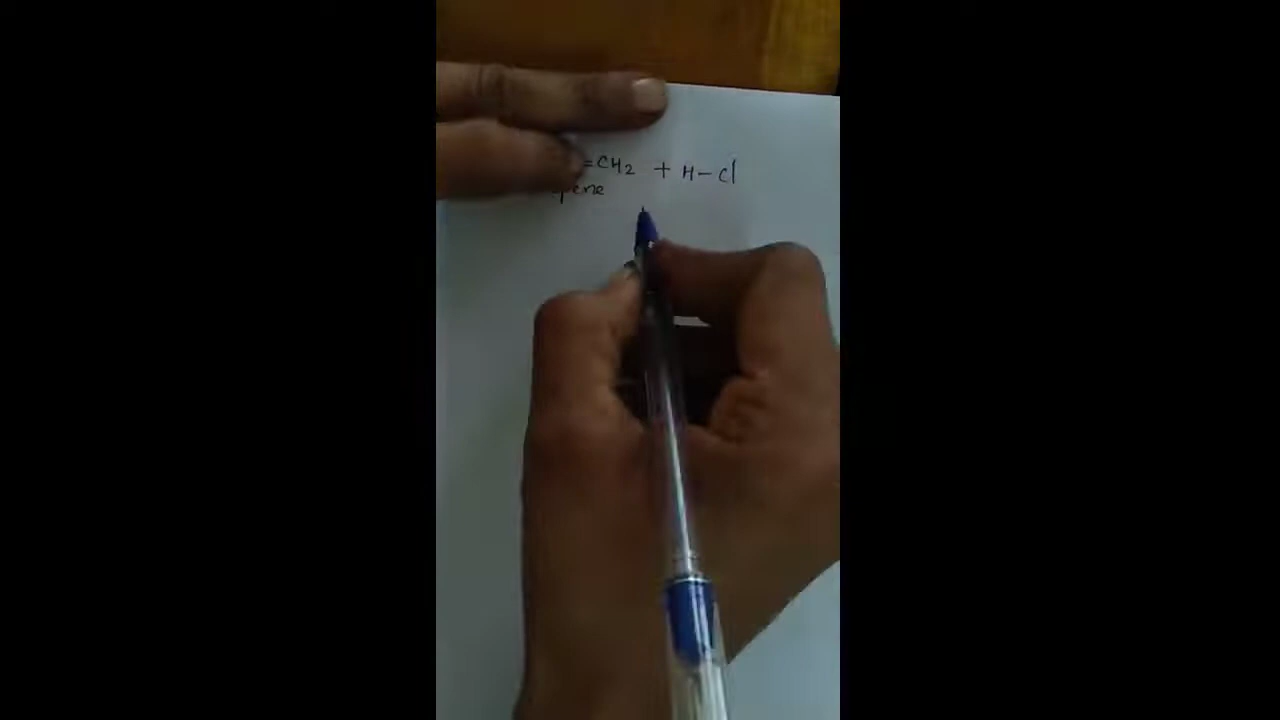 =CH2 + H-Cl
pene